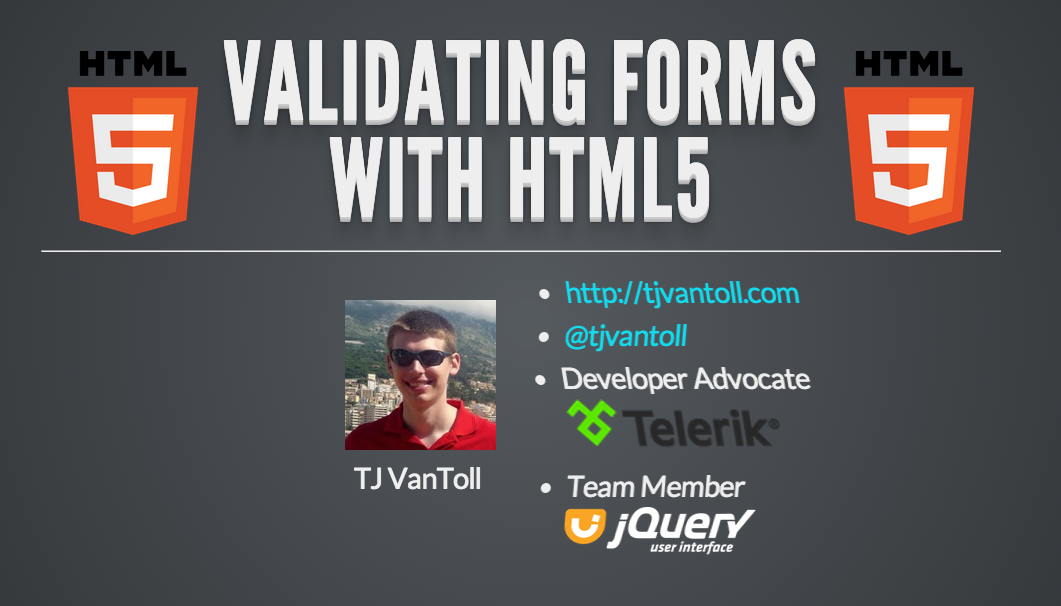 HTML
5
VALIDATING FORMS
WITH HTML5
HTML
5
TJ VanToll
• http://tjvantoll.com
• @tjvantoll
• Developer Advocate
Telerik®
• Team Member
jQuery
user interface